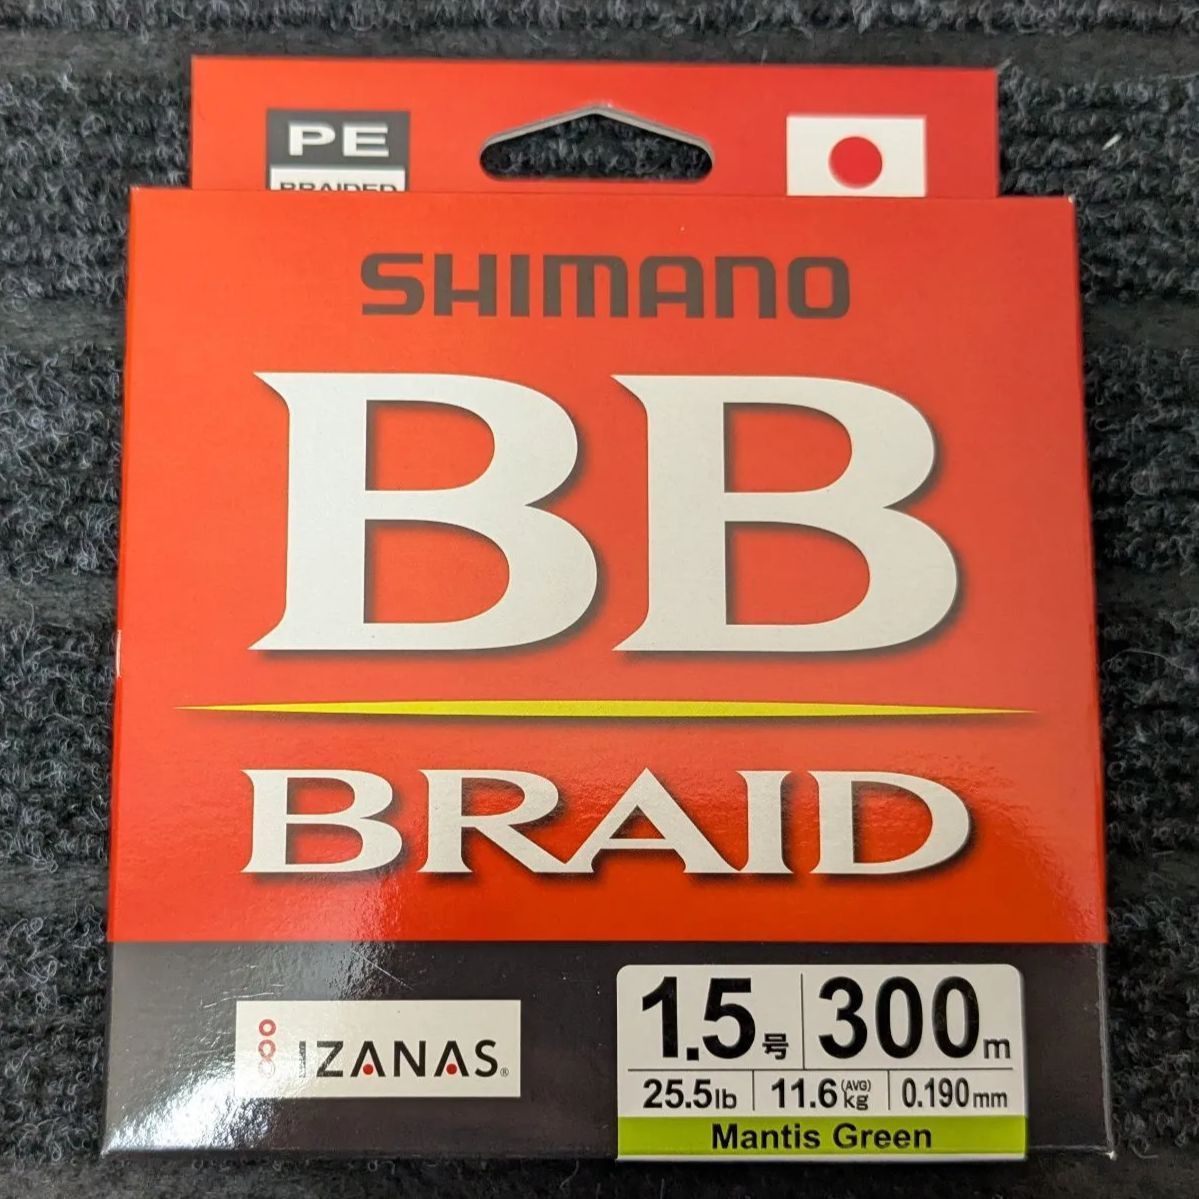 PE
BRAIDED
SHIMANO
BB
BRAID
IZANAS®
1.5号 300m
25.5lb 11.6(AVG)kg 0.190mm
Mantis Green